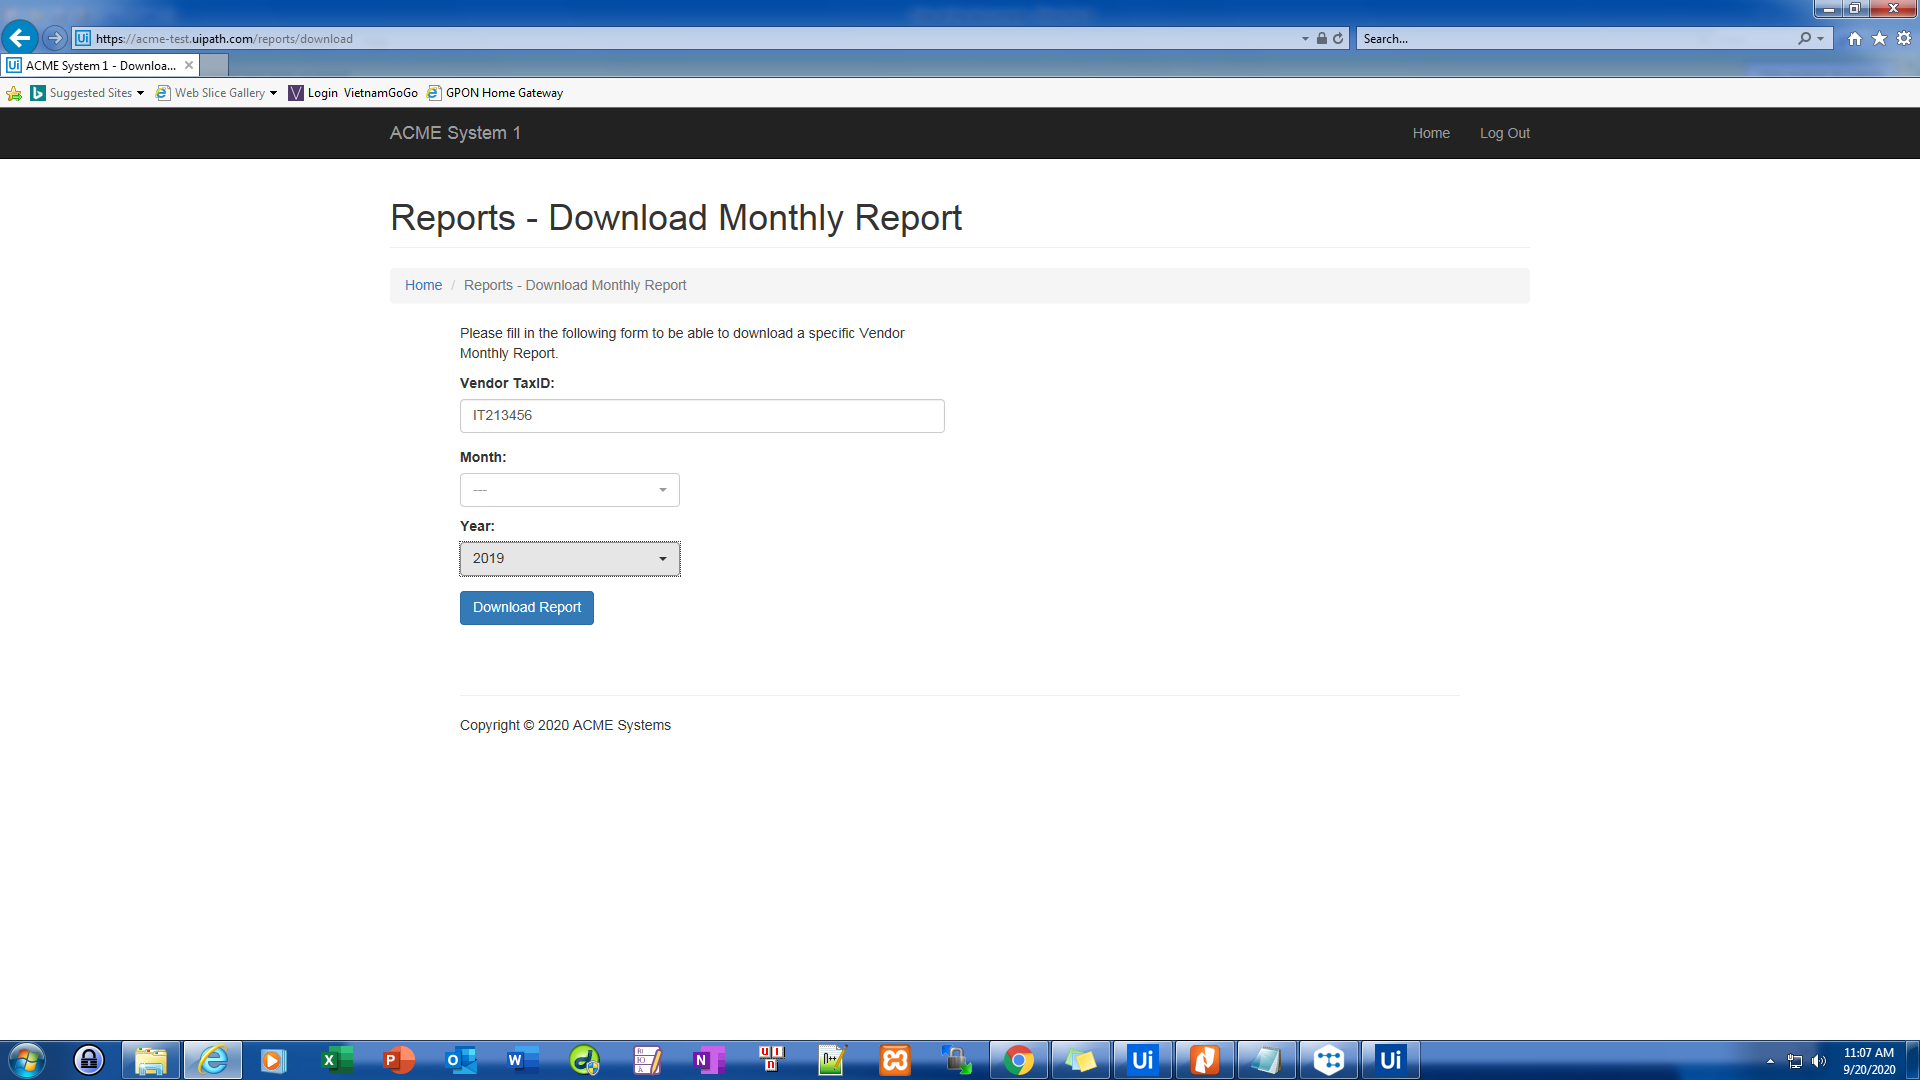 https://acme-test.uipath.com/reports/download
Search...
ACME System 1 - Downloa...
Suggested Sites
Web Slice Gallery
Login VietnamGoGo
GPON Home Gateway
ACME System 1
Home
Log Out
Reports - Download Monthly Report
Home / Reports - Download Monthly Report
Please fill in the following form to be able to download a specific Vendor
Monthly Report.
Vendor TaxID:
IT213456
Month:
---
Year:
2019
Download Report
Copyright © 2020 ACME Systems
11:07 AM
9/20/2020